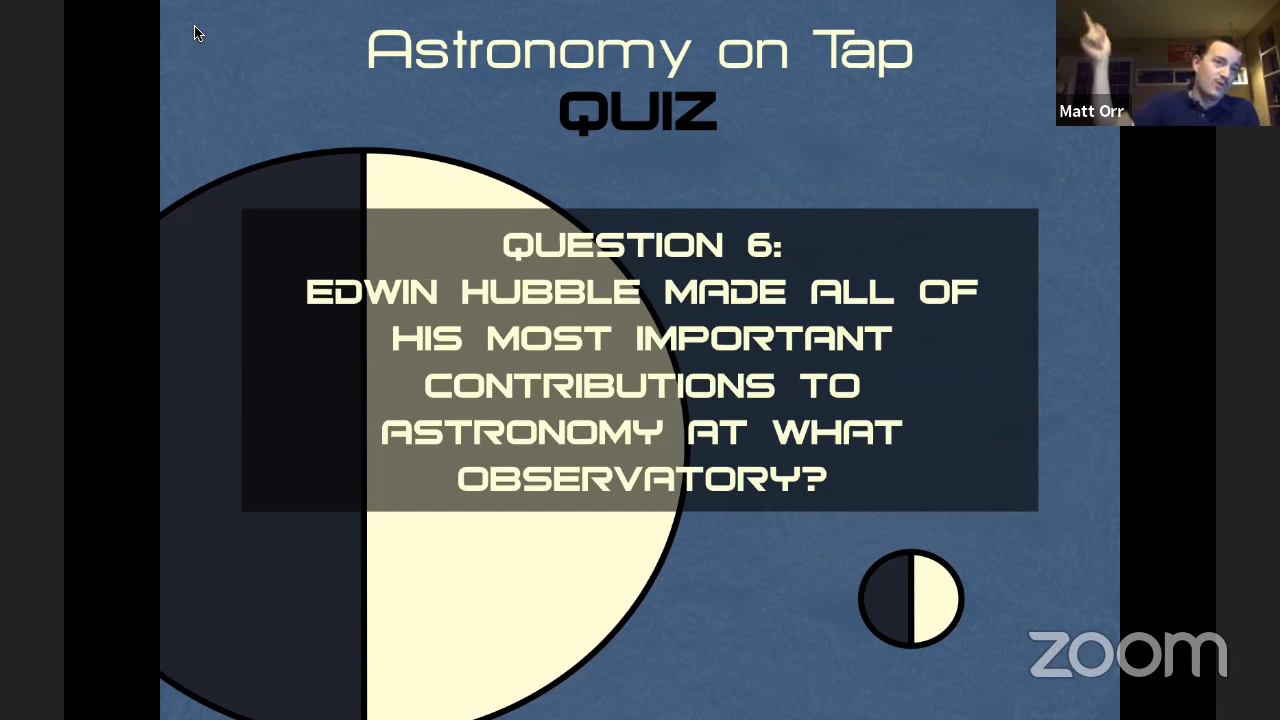 Astronomy on Tap
QUIZ
Matt Orr
QUESTION 6:
EDWIN HUBBLE MADE ALL OF
HIS MOST IMPORTANT
CONTRIBUTIONS TO
ASTRONOMY AT WHAT
OBSERVATORY?
zoom